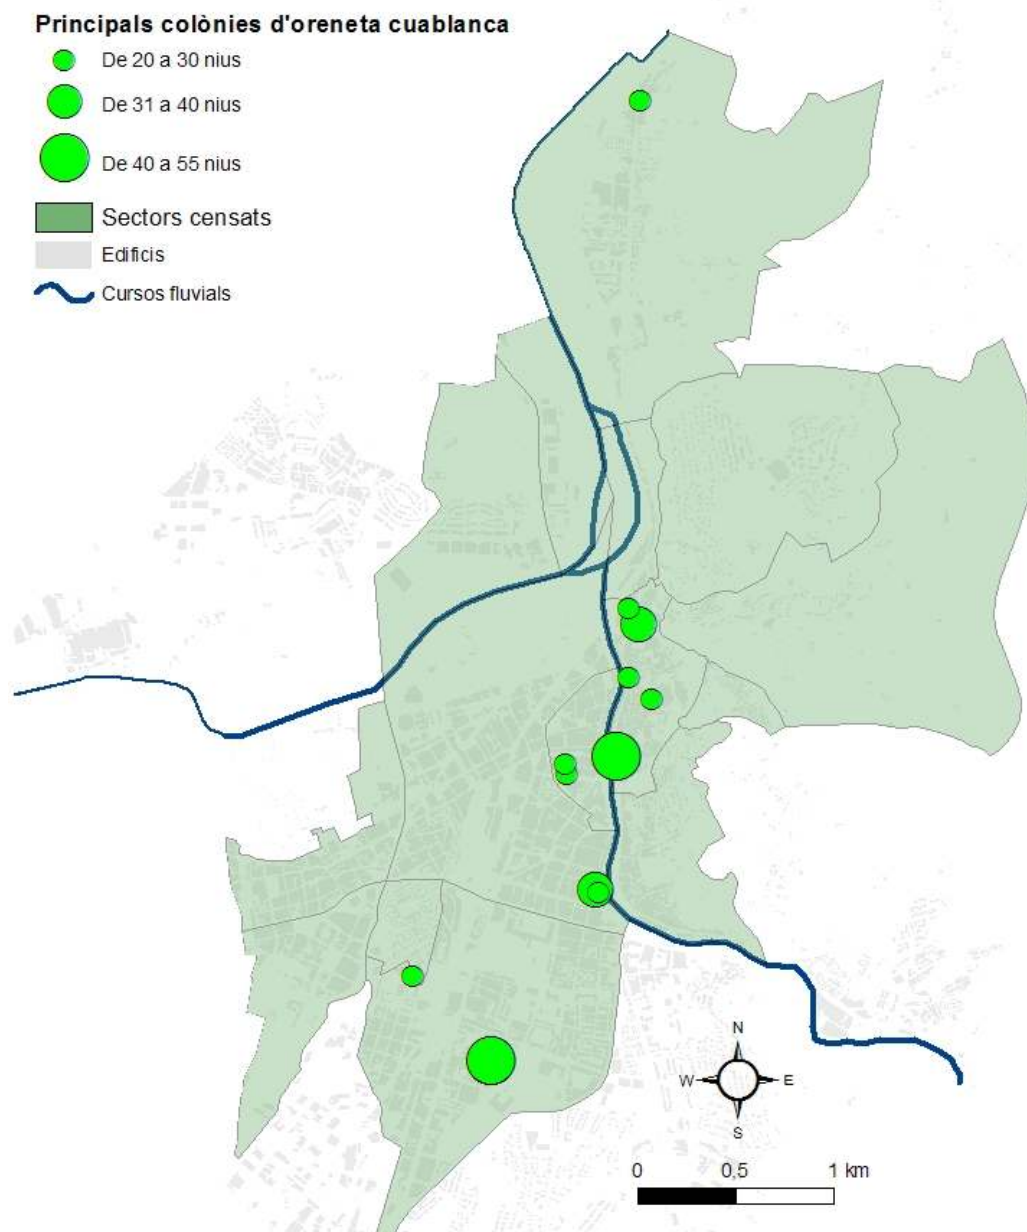 Principals colònies d'oreneta cuablanca
De 20 a 30 nius
De 31 a 40 nius
De 40 a 55 nius
Sectors censats
Edificis
Cursos fluvials
N
W E
S
0 0,5 1 km